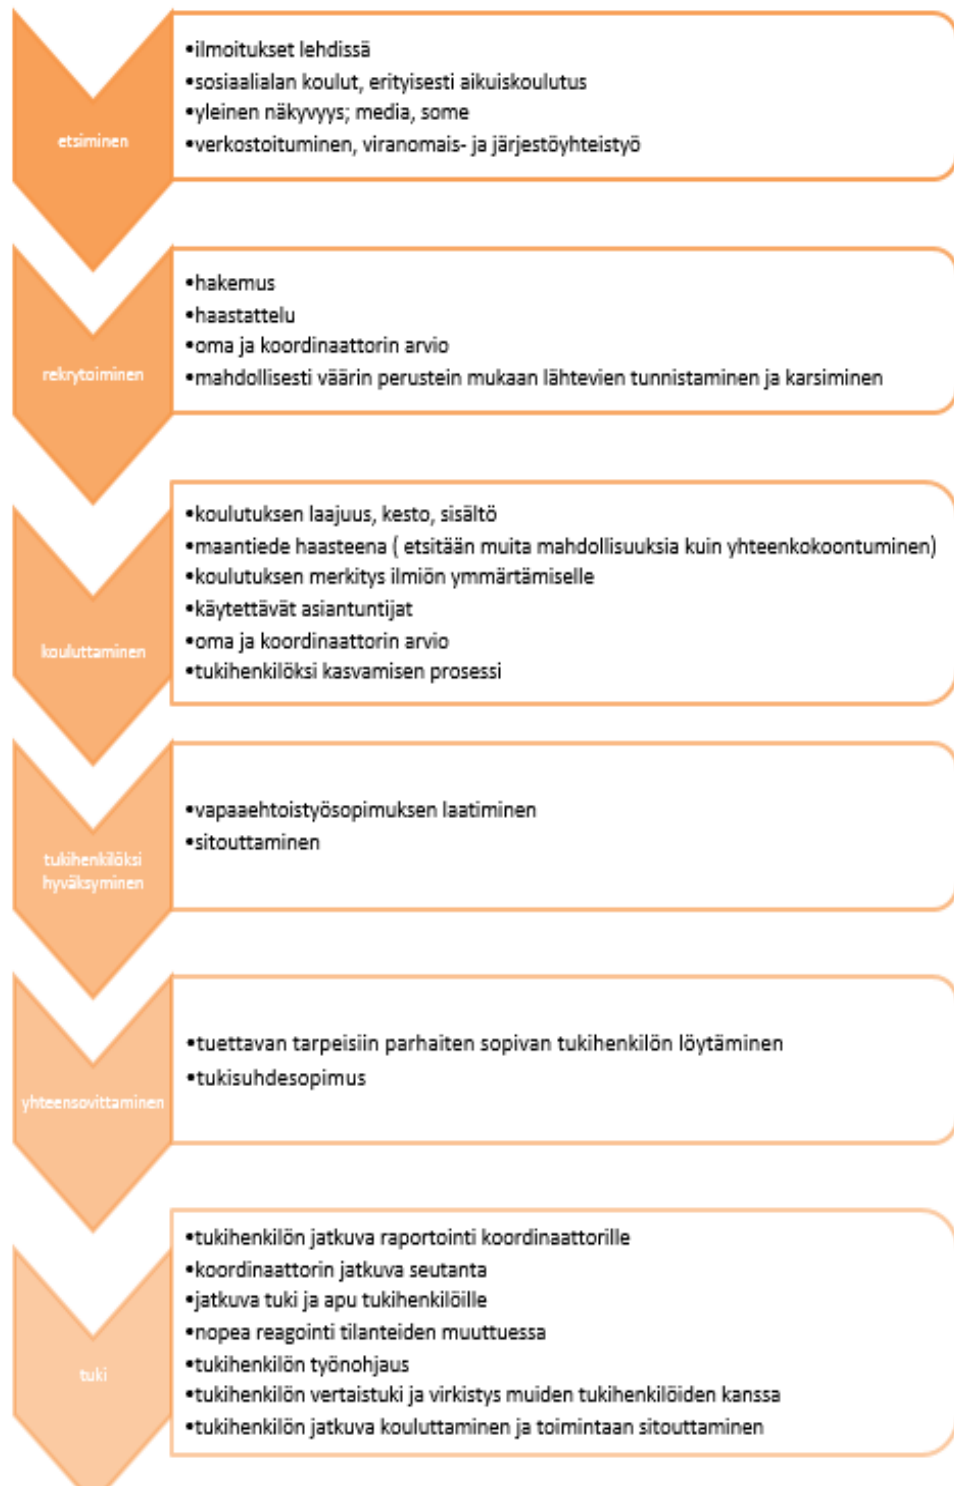 etsiminen
•ilmoitukset lehdissä
•sosiaalialan koulut, erityisesti aikuiskoulutus
•yleinen näkyvyys; media, some
•verkostoituminen, viranomais- ja järjestöyhteistyö
rekrytoiminen
•hakemus
•haastattelu
•oma ja koordinaattorin arvio
•mahdollisesti väärin perustein mukaan lähtevien tunnistaminen ja karsiminen
kouluttaminen
•koulutuksen laajuus, kesto, sisältö
•maantiede haasteena ( etsitään muita mahdollisuuksia kuin yhteenkokoontuminen)
•koulutuksen merkitys ilmiön ymmärtämiselle
•käytettävät asiantuntijat
•oma ja koordinaattorin arvio
•tukihenkilöksi kasvamisen prosessi
tukihenkilöksi
hyväksyminen
•vapaaehtoistyösopimuksen laatiminen
•sitouttaminen
yhteensovittaminen
•tuettavan tarpeisiin parhaiten sopivan tukihenkilön löytäminen
•tukisuhdesopimus
tuki
•tukihenkilön jatkuva raportointi koordinaattorille
•koordinaattorin jatkuva seutanta
•jatkuva tuki ja apu tukihenkilöille
•nopea reagointi tilanteiden muuttuessa
•tukihenkilön työnohjaus
•tukihenkilön vertaistuki ja virkistys muiden tukihenkilöiden kanssa
•tukihenkilön jatkuva kouluttaminen ja toimintaan sitouttaminen